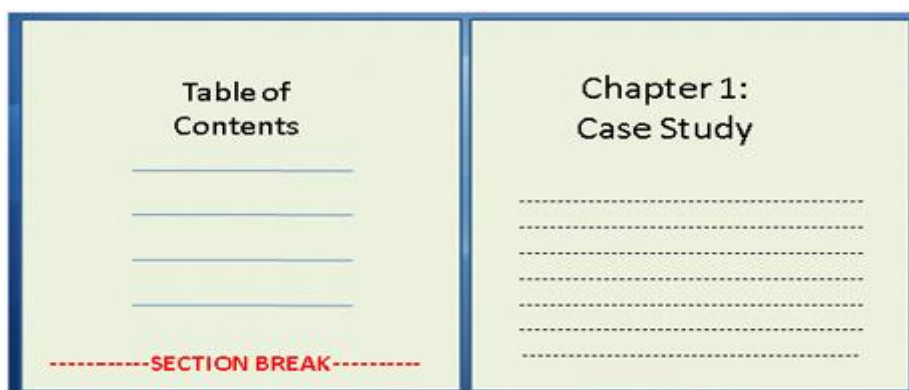 Table of
Contents
-----------SECTION BREAK----------
Chapter 1:
Case Study